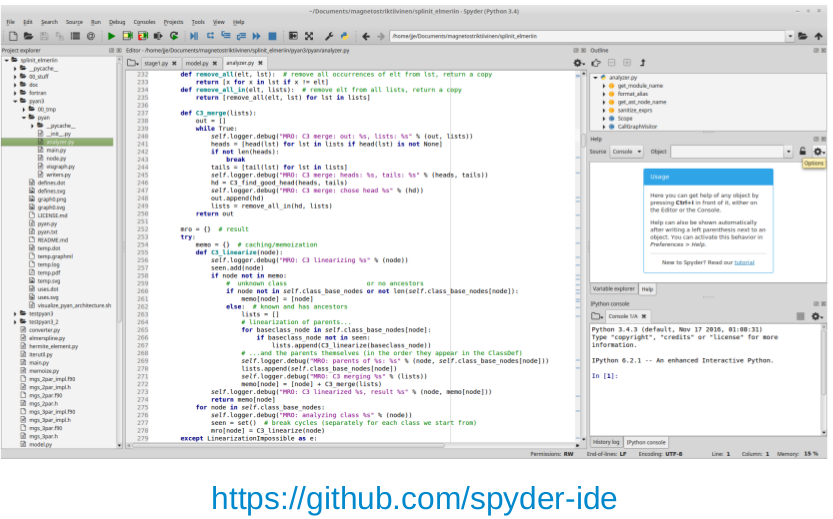 ~/Documents/magnetostriktiivinen/splinit_elmeriin - Spyder (Python 3.4)
File Edit Search Source Run Debug Consoles Projects Tools View Help
/home/jje/Documents/magnetostriktiivinen/splinit_elmeriin
Project explorer
splinit_elmeriin
__pycache__
00_stuff
doc
fortran
pyan3
00_tmp
pyan
__pycache__
__init__.py
analyzer.py
main.py
node.py
visgraph.py
writers.py
defines.dot
defines.svg
graph0.png
graph0.svg
LICENSE.md
pyan.py
pyan.txt
README.md
temp.dot
temp.graphml
temp.log
temp.pdf
temp.svg
uses.dot
uses.svg
visualize_pyan_architecture.sh
testpyan3
testpyan3_2
converter.py
elmerspline.py
hermite_element.py
iterutil.py
main.py
memoize.py
mgs_2par_impl.f90
mgs_2par_impl.h
mgs_2par.f90
mgs_2par.h
mgs_3par_impl.f90
mgs_3par_impl.h
mgs_3par.f90
mgs_3par.h
model.py
Editor - /home/jje/Documents/magnetostriktiivinen/splinit_elmeriin/pyan3/pyan/analyzer.py
stage1.py model.py analyzer.py
232 def remove_all(elt, lst): # remove all occurrences of elt from lst, return a copy
233 return [x for x in lst if x != elt]
234 def remove_all_in(elt, lists): # remove elt from all lists, return a copy
235 return [remove_all(elt, lst) for lst in lists]
236
237 def C3_merge(lists):
238 out = []
239 while True:
240 self.logger.debug("MRO: C3 merge: out: %s, lists: %s" % (out, lists))
241 heads = [head(lst) for lst in lists if head(lst) is not None]
242 if not len(heads):
243 break
244 tails = [tail(lst) for lst in lists]
245 self.logger.debug("MRO: C3 merge: heads: %s, tails: %s" % (heads, tails))
246 hd = C3_find_good_head(heads, tails)
247 self.logger.debug("MRO: C3 merge: chose head %s" % (hd))
248 out.append(hd)
249 lists = remove_all_in(hd, lists)
250 return out
251
252 mro = {} # result
253 try:
254 memo = {} # caching/memoization
255 def C3_linearize(node):
256 self.logger.debug("MRO: C3 linearizing %s" % (node))
257 seen.add(node)
258 if node not in memo:
259 # unknown class or no ancestors
260 if node not in self.class_base_nodes or not len(self.class_base_nodes[node]):
261 memo[node] = [node]
262 else: # known and has ancestors
263 lists = []
264 # linearization of parents...
265 for baseclass_node in self.class_base_nodes[node]:
266 if baseclass_node not in seen:
267 lists.append(C3_linearize(baseclass_node))
268 # ...and the parents themselves (in the order they appear in the ClassDef)
269 self.logger.debug("MRO: parents of %s: %s" % (node, self.class_base_nodes[node]))
270 lists.append(self.class_base_nodes[node])
271 self.logger.debug("MRO: C3 merging %s" % (lists))
272 memo[node] = [node] + C3_merge(lists)
273 self.logger.debug("MRO: C3 linearized %s, result %s" % (node, memo[node]))
274 return memo[node]
275 for node in self.class_base_nodes:
276 self.logger.debug("MRO: analyzing class %s" % (node))
277 seen = set() # break cycles (separately for each class we start from)
278 mro[node] = C3_linearize(node)
279 except LinearizationImpossible as e:
Outline
analyzer.py
get_module_name
format_alias
get_ast_node_name
sanitize_exprs
Scope
CallGraphVisitor
Help
Source Console Object
Options
Usage
Here you can get help of any object by
pressing Ctrl+I in front of it, either on
the Editor or the Console.
Help can also be shown automatically
after writing a left parenthesis next to an
object. You can activate this behavior in
Preferences > Help.
New to Spyder? Read our tutorial
Variable explorer Help
IPython console
Console 1/A
Python 3.4.3 (default, Nov 17 2016, 01:08:31)
Type "copyright", "credits" or "license" for more
information.
IPython 6.2.1 -- An enhanced Interactive Python.
In [1]:
History log IPython console
Permissions: RW End-of-lines: LF Encoding: UTF-8 Line: 1 Column: 1 Memory: 15 %
https://github.com/spyder-ide